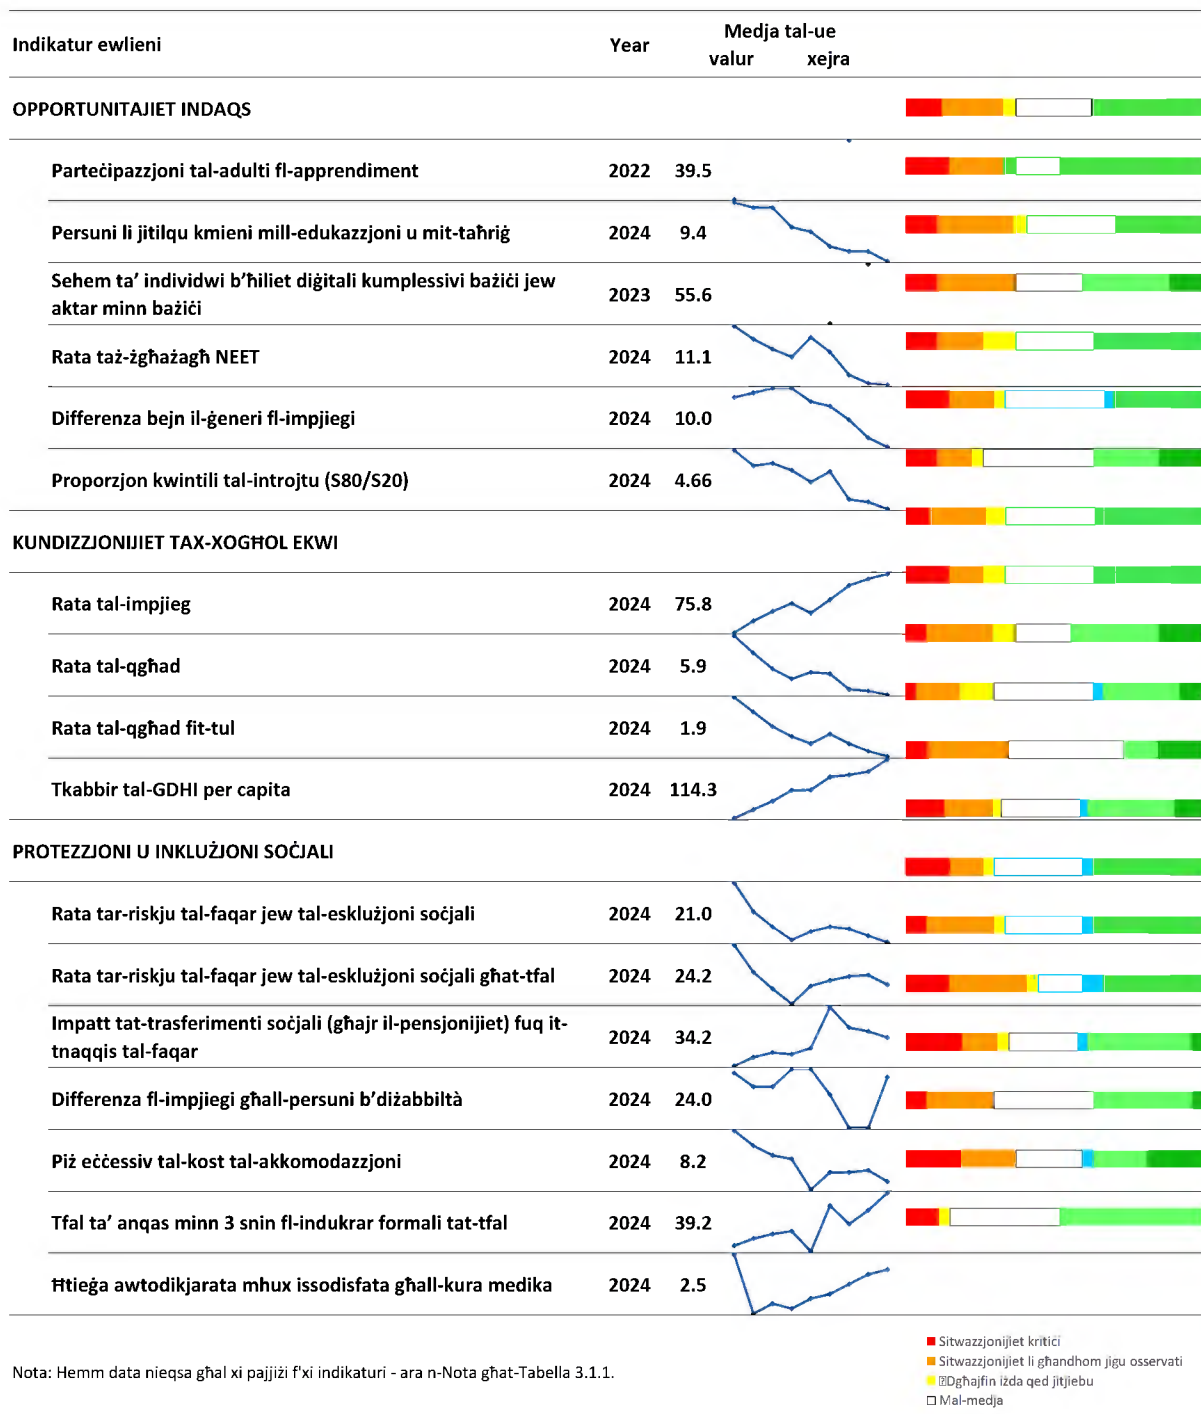 Indikatur ewlieni Year Medja tal-ue
valur xejra
OPPORTUNITAJIET INDAQS
Parteċipazzjoni tal-adulti fl-apprendiment 2022 39.5
Persuni li jitilqu kmieni mill-edukazzjoni u mit-taħriġ 2024 9.4
Sehem ta’ individwi b’ħiliet diġitali kumplessivi bażiċi jew
aktar minn bażiċi 2023 55.6
Rata taż-żgħażagħ NEET 2024 11.1
Differenza bejn il-ġeneri fl-impjiegi 2024 10.0
Proporzjon kwintili tal-introjtu (S80/S20) 2024 4.66
KUNDIZZJONIJIET TAX-XOGĦOL EKWI
Rata tal-impjieg 2024 75.8
Rata tal-qgħad 2024 5.9
Rata tal-qgħad fit-tul 2024 1.9
Tkabbir tal-GDHI per capita 2024 114.3
PROTEZZJONI U INKLUŻJONI SOĊJALI
Rata tar-riskju tal-faqar jew tal-esklużjoni soċjali 2024 21.0
Rata tar-riskju tal-faqar jew tal-esklużjoni soċjali għat-tfal 2024 24.2
Impatt tat-trasferimenti soċjali (għajr il-pensjonijiet) fuq it-
tnaqqis tal-faqar 2024 34.2
Differenza fl-impjiegi għall-persuni b’diżabbiltà 2024 24.0
Piż eċċessiv tal-kost tal-akkomodazzjoni 2024 8.2
Tfal ta’ anqas minn 3 snin fl-indukrar formali tat-tfal 2024 39.2
Ħtieġa awtodikjarata mhux issodisfata għall-kura medika 2024 2.5
Sitwazzjonijiet kritiċi
Sitwazzjonijiet li għandhom jiġu osservati
Dgħajfin iżda qed jitjiebu
Mal-medja
Nota: Hemm data nieqsa għal xi pajjiżi f'xi indikaturi - ara n-Nota għat-Tabella 3.1.1.